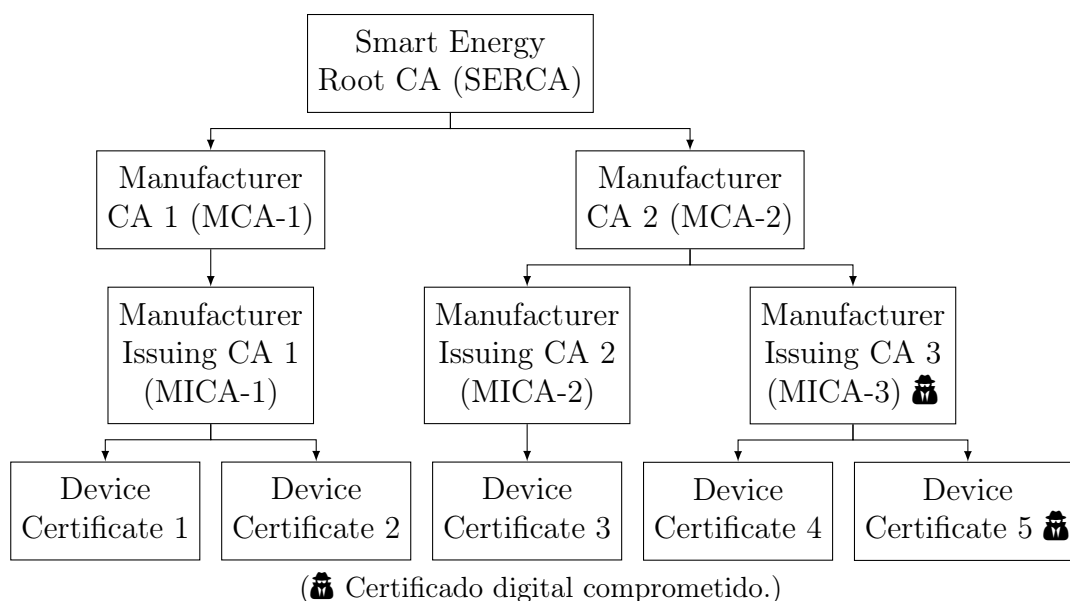 Smart Energy
Root CA (SERCA)
Manufacturer
CA 1 (MCA-1)
Manufacturer
CA 2 (MCA-2)
Manufacturer
Issuing CA 1
(MICA-1)
Manufacturer
Issuing CA 2
(MICA-2)
Manufacturer
Issuing CA 3
(MICA-3)
Device
Certificate 1
Device
Certificate 2
Device
Certificate 3
Device
Certificate 4
Device
Certificate 5
( Certificado digital comprometido.)